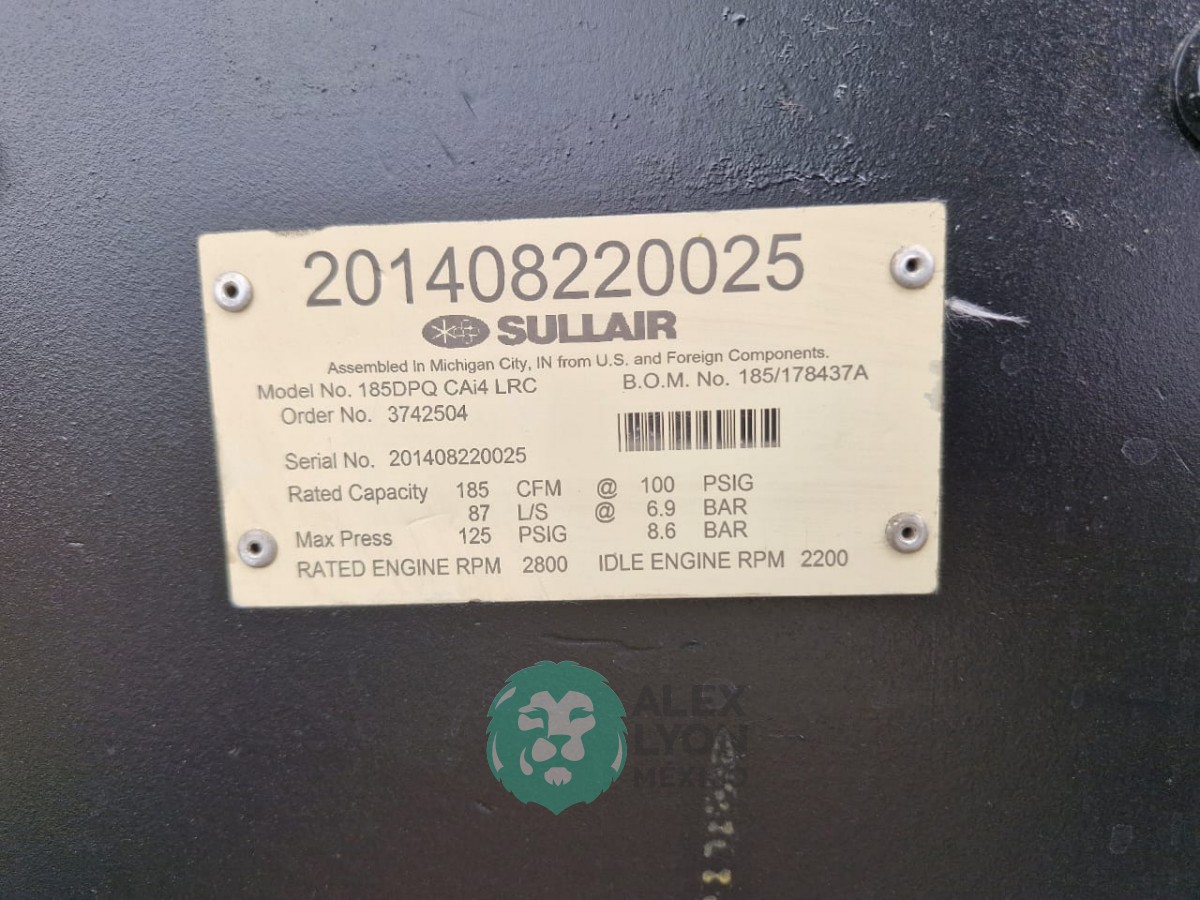 201408220025
SULLAIR
Assembled In Michigan City, IN from U.S. and Foreign Components.
Model No. 185DPQ CAi4 LRC B.O.M. No. 185/178437A
Order No. 3742504
Serial No. 201408220025
Rated Capacity 185 CFM @ 100 PSIG
87 L/S @ 6.9 BAR
Max Press 125 PSIG 8.6 BAR
RATED ENGINE RPM 2800 IDLE ENGINE RPM 2200
ALEX
LYON
MÉXICO